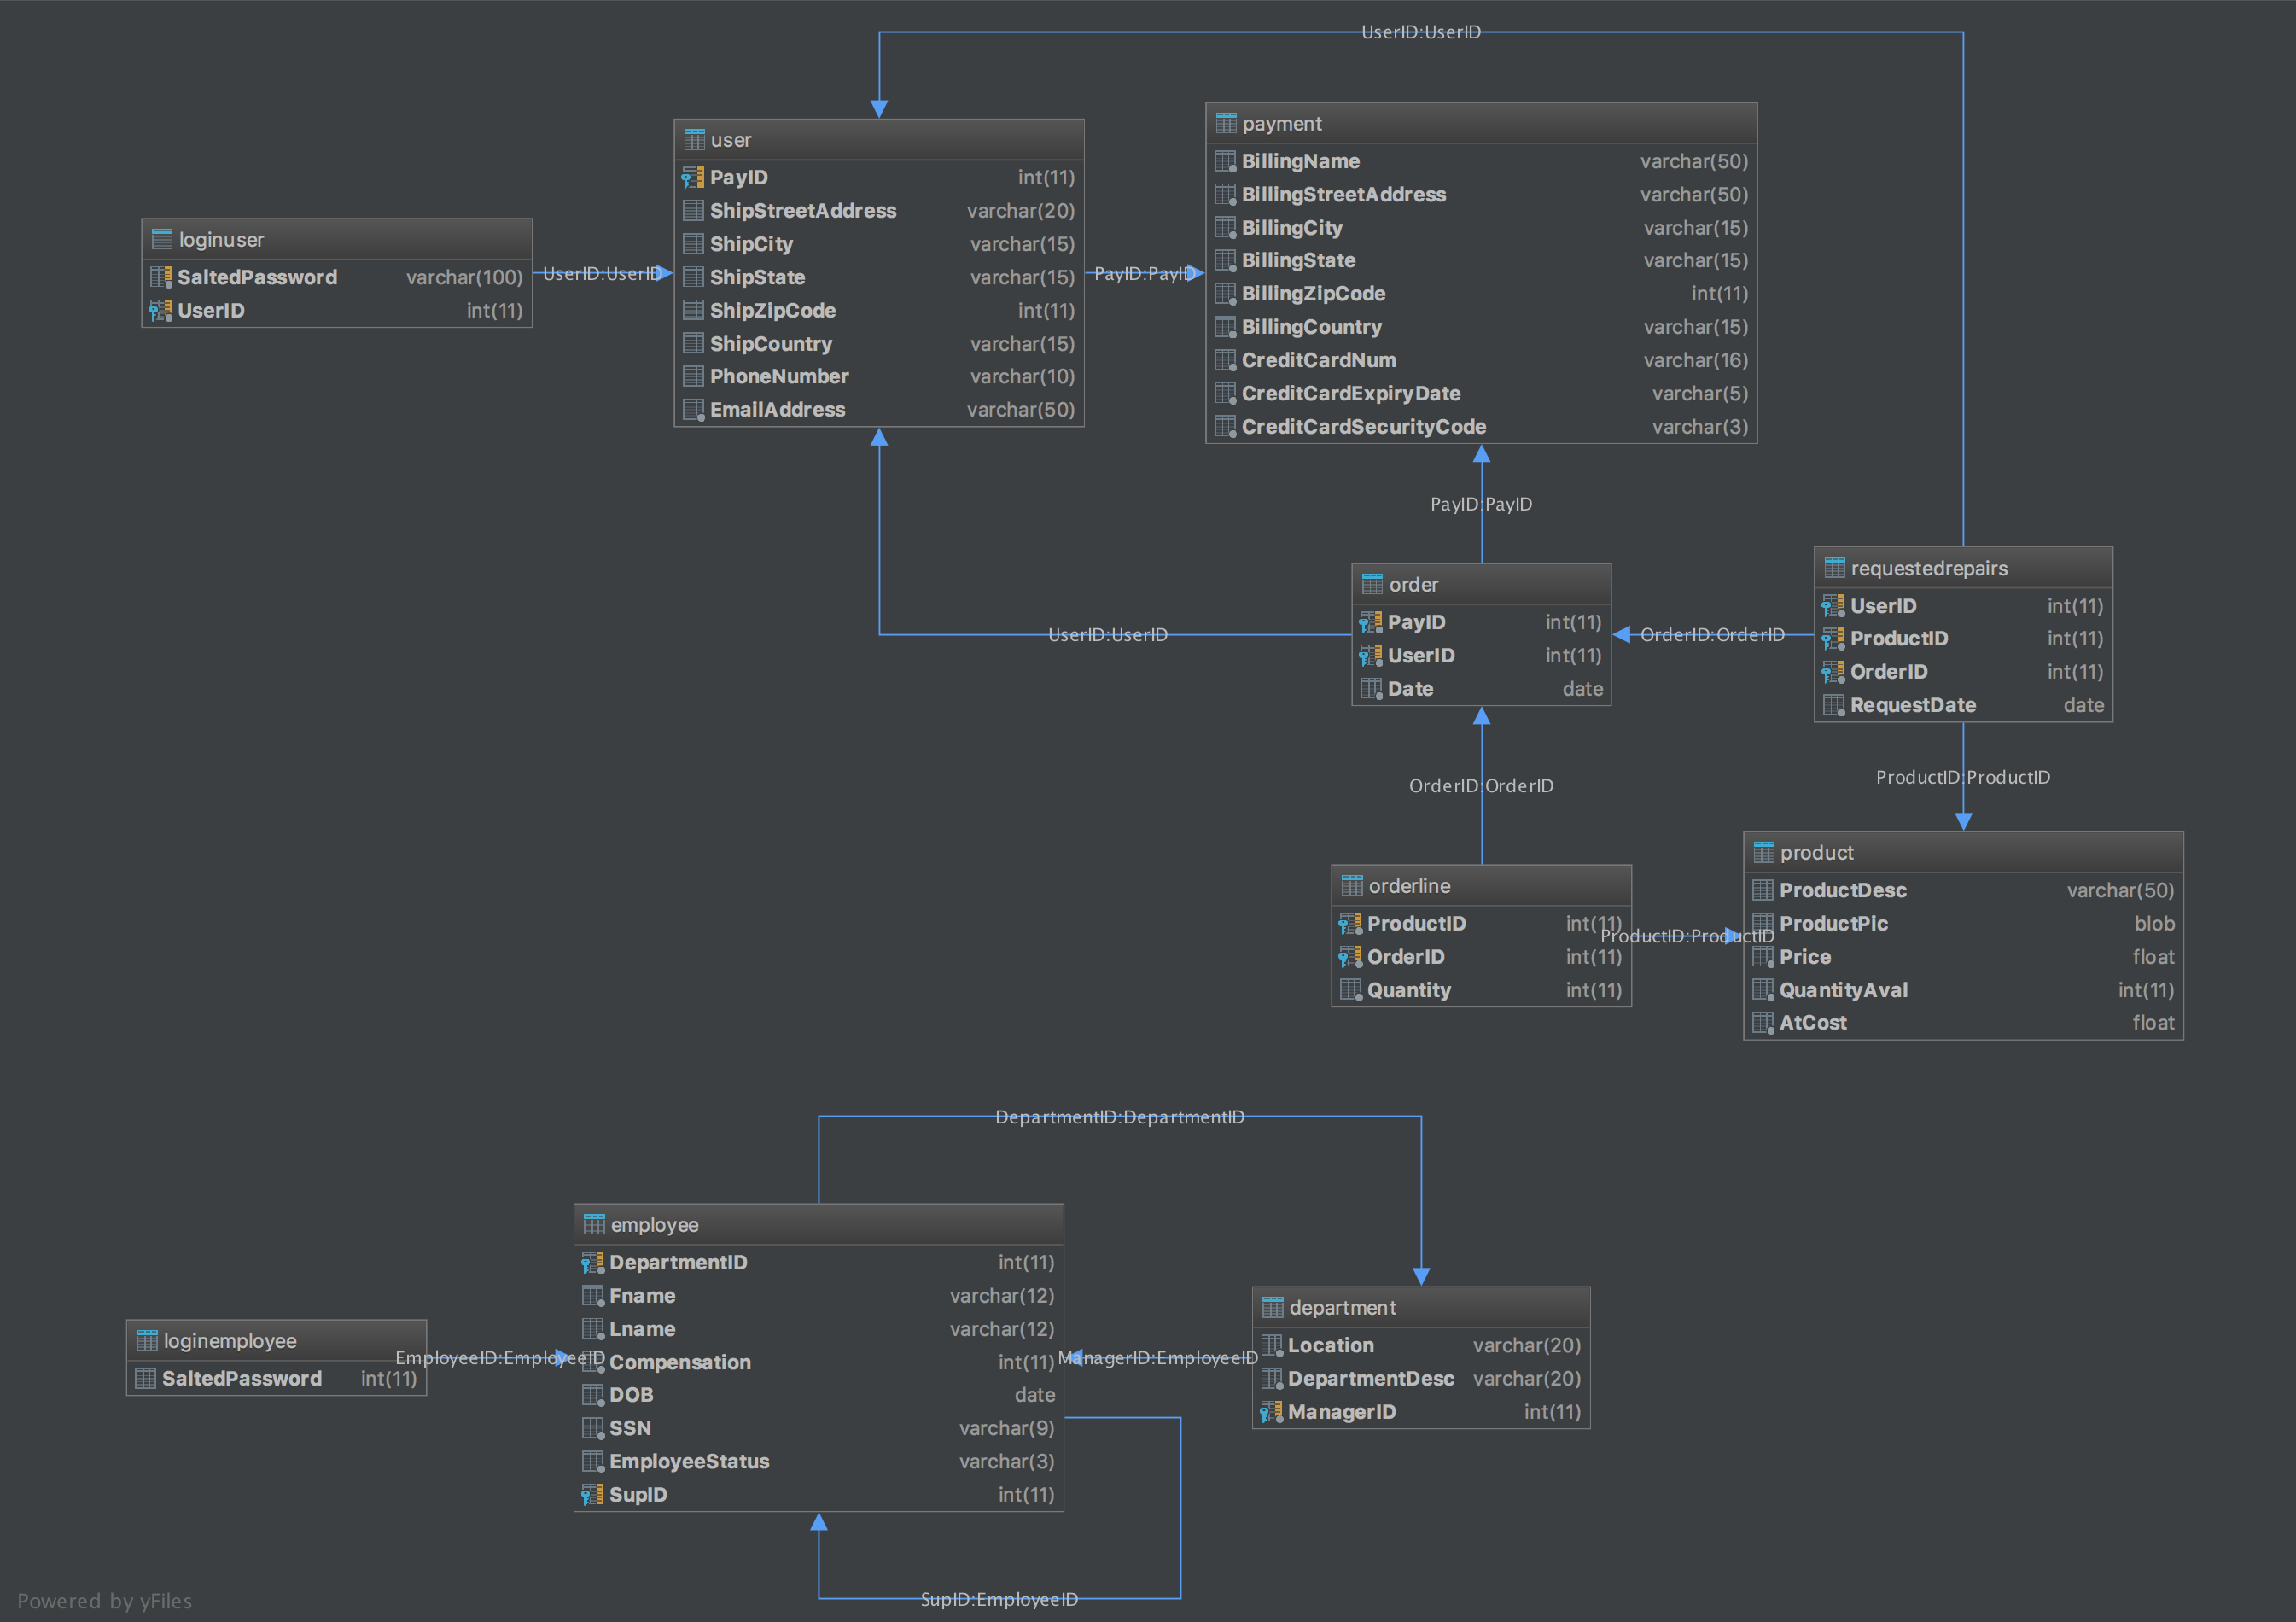 UserID:UserID
user
PayID int(11)
ShipStreetAddress varchar(20)
ShipCity varchar(15)
ShipState varchar(15)
ShipZipCode int(11)
ShipCountry varchar(15)
PhoneNumber varchar(10)
EmailAddress varchar(50)
payment
BillingName varchar(50)
BillingStreetAddress varchar(50)
BillingCity varchar(15)
BillingState varchar(15)
BillingZipCode int(11)
BillingCountry varchar(15)
CreditCardNum varchar(16)
CreditCardExpiryDate varchar(5)
CreditCardSecurityCode varchar(3)
loginuser
SaltedPassword varchar(100)
UserID int(11)
UserID:UserID
PayID:PayID
PayID:PayID
order
PayID int(11)
UserID int(11)
Date date
UserID:UserID
OrderID:OrderID
requestedrepairs
UserID int(11)
ProductID int(11)
OrderID int(11)
RequestDate date
OrderID:OrderID
ProductID:ProductID
orderline
ProductID int(11)
OrderID int(11)
Quantity int(11)
ProductID:ProductID
product
ProductDesc varchar(50)
ProductPic blob
Price float
QuantityAval int(11)
AtCost float
DepartmentID:DepartmentID
employee
DepartmentID int(11)
Fname varchar(12)
Lname varchar(12)
Compensation int(11)
DOB date
SSN varchar(9)
EmployeeStatus varchar(3)
SupID int(11)
loginemployee
SaltedPassword int(11)
EmployeeID:EmployeeID
ManagerID:EmployeeID
department
Location varchar(20)
DepartmentDesc varchar(20)
ManagerID int(11)
SupID:EmployeeID
Powered by yFiles